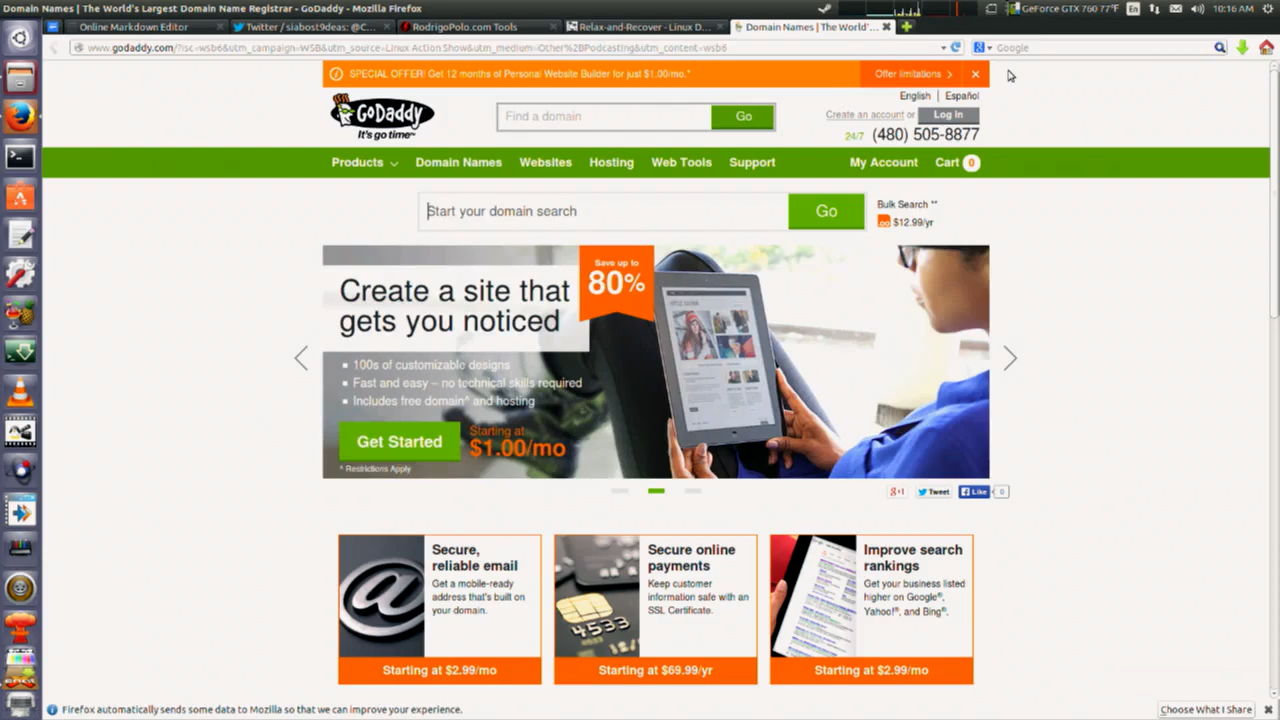 Domain Names | The World's Largest Domain Name Registrar - GoDaddy - Mozilla Firefox
GeForce GTX 760 77°F
En
10:16 AM
Online Markdown Editor
Twitter / siabost9deas: @C...
RodrigoPolo.com Tools
Relax-and-Recover - Linux D...
Domain Names | The World'...
www.godaddy.com/?isc=wsb6&utm_campaign=WSB&utm_source=Linux Action Show&utm_medium=Other%2BPodcasting&utm_content=wsb6
Google
SPECIAL OFFER! Get 12 months of Personal Website Builder for just $1.00/mo.*
Offer limitations
English | Español
GoDaddy
It's go time™
Find a domain
Go
Create an account or
Log In
24/7 (480) 505-8877
Products
Domain Names
Websites
Hosting
Web Tools
Support
My Account
Cart 0
Start your domain search
Go
Bulk Search **
.co $12.99/yr
Save up to
80%
Create a site that
gets you noticed
100s of customizable designs
Fast and easy – no technical skills required
Includes free domain* and hosting
Get Started
Starting at
$1.00/mo
* Restrictions Apply
g+1
Tweet
Like
0
Secure,
reliable email
Get a mobile-ready
address that's built on
your domain.
Starting at $2.99/mo
Secure online
payments
Keep customer
information safe with an
SSL Certificate.
4533
Starting at $69.99/yr
Improve search
rankings
Get your business listed
higher on Google®,
Yahoo!®, and Bing®.
Starting at $2.99/mo
Firefox automatically sends some data to Mozilla so that we can improve your experience.
Choose What I Share